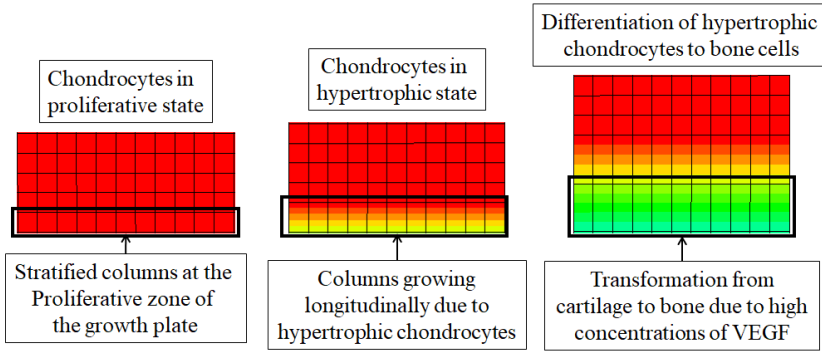 Chondrocytes in
proliferative state
Stratified columns at the
Proliferative zone of
the growth plate
Chondrocytes in
hypertrophic state
Columns growing
longitudinally due to
hypertrophic chondrocytes
Differentiation of hypertrophic
chondrocytes to bone cells
Transformation from
cartilage to bone due to high
concentrations of VEGF